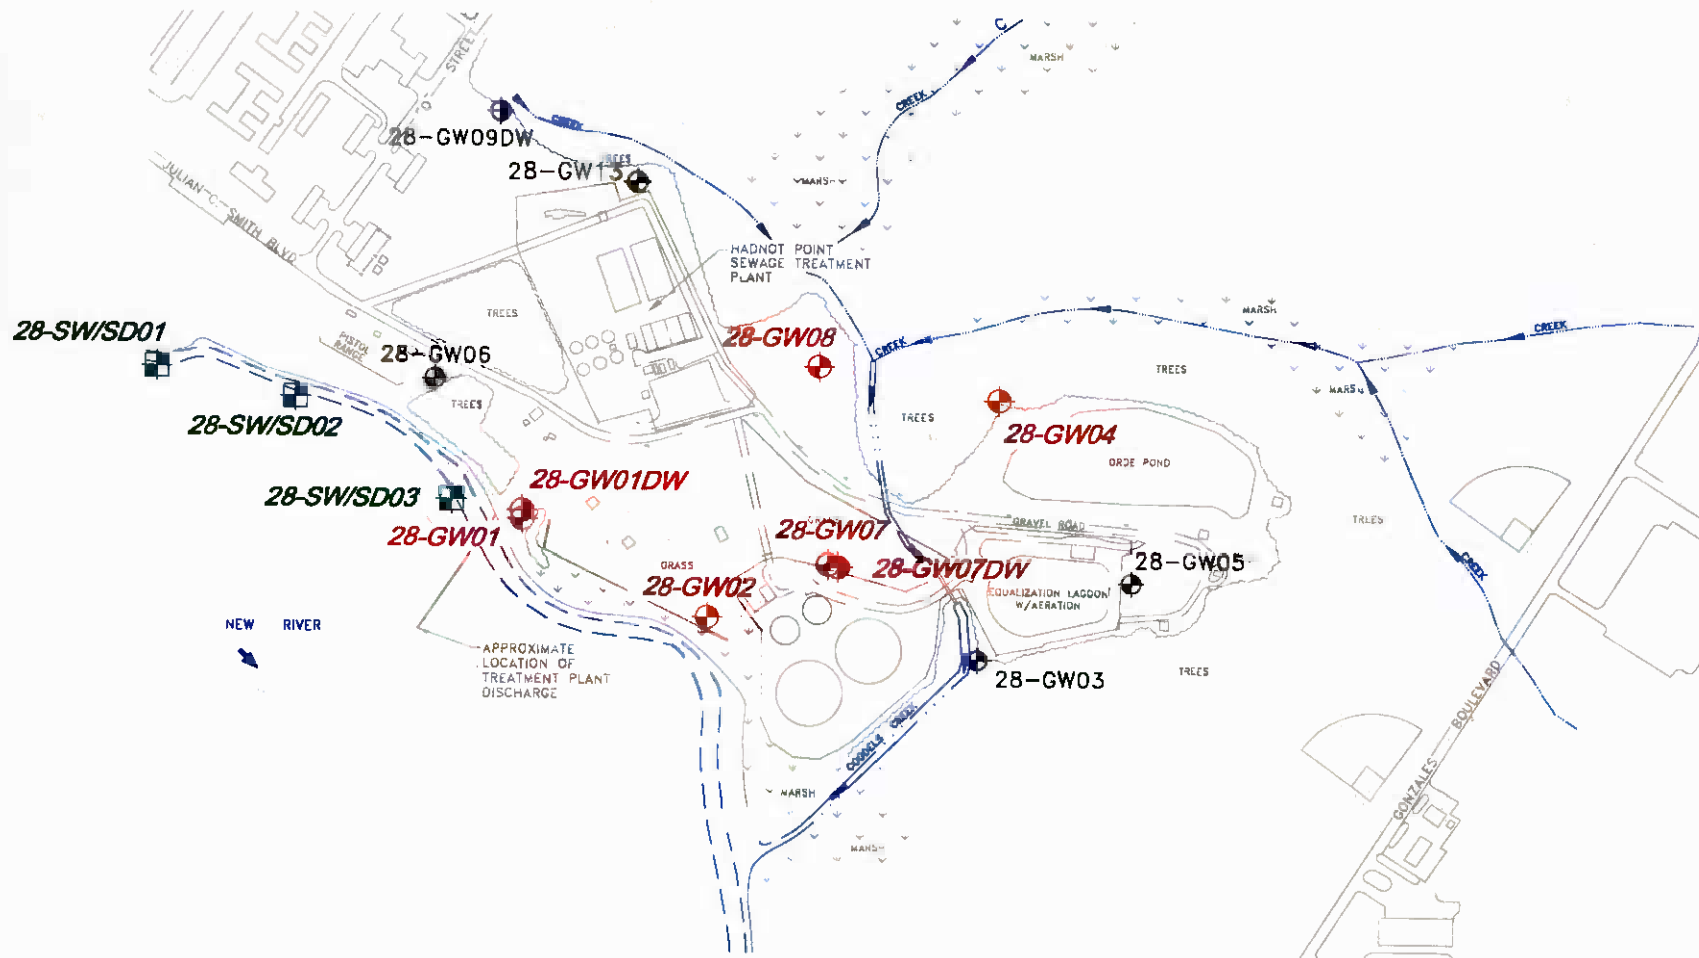 C
MARSH
STREET
CREEK
28-GW09DW
CREEK
TREES
28-GW13
MARSH
JULIAN C. SMITH BLVD
HADNOT POINT
SEWAGE TREATMENT
PLANT
TREES
MARSH
CREEK
28-SW/SD01
PISTOL
RANGE
28-GW06
28-GW08
CREEK
TREES
MARSH
TREES
28-SW/SD02
TREES
28-GW04
ORDE POND
28-SW/SD03
28-GW01DW
28-GW01
GRAVEL ROAD
TREES
28-GW07
GRASS
28-GW02
28-GW07DW
28-GW05
CREEK
EQUALIZATION LAGOON
W/AERATION
NEW RIVER
APPROXIMATE
LOCATION OF
TREATMENT PLANT
DISCHARGE
28-GW03
TREES
COGDELS CREEK
BOULEVARD
GONZALES
MARSH
MARSH